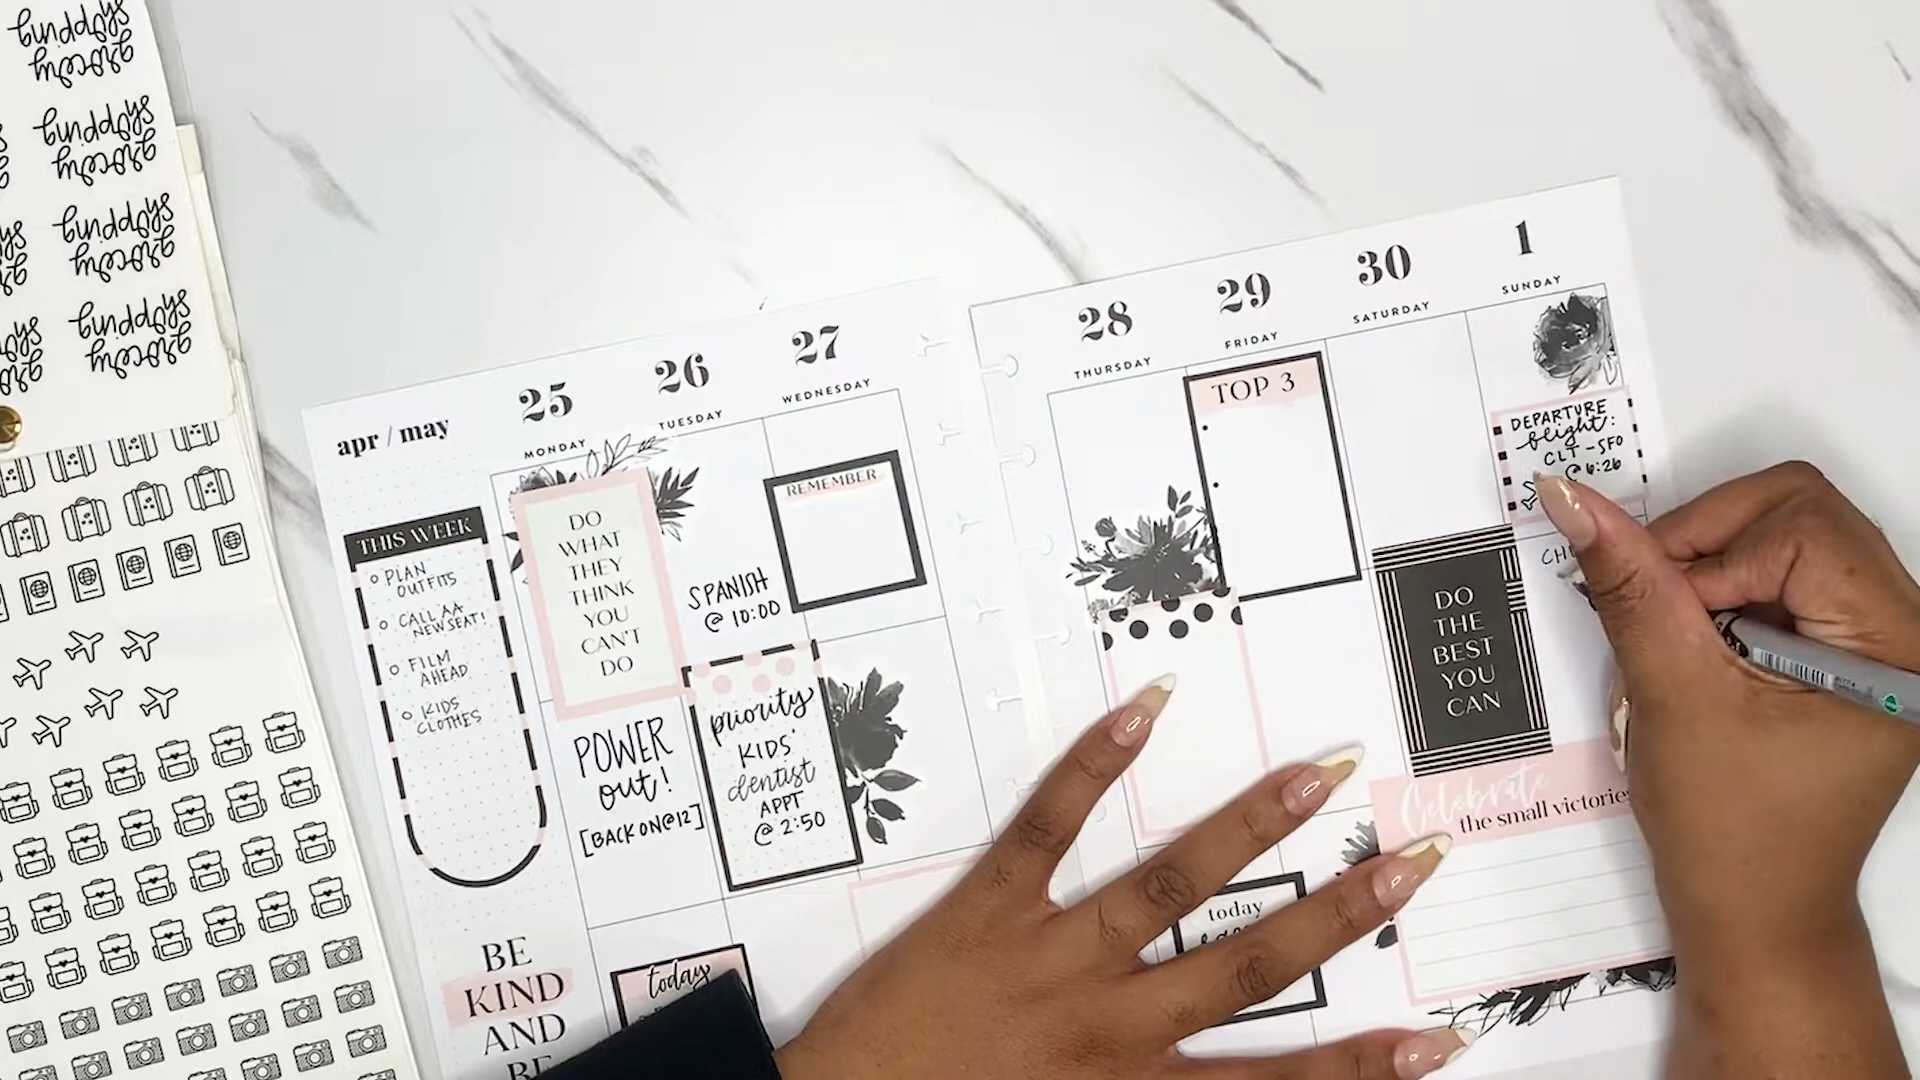 grocery
shopping
grocery
shopping
grocery
shopping
grocery
shopping
apr / may
25
MONDAY
26
TUESDAY
27
WEDNESDAY
28
THURSDAY
29
FRIDAY
30
SATURDAY
1
SUNDAY
THIS WEEK
PLAN
OUTFITS
CALL AA
NEW SEAT!
FILM
AHEAD
KIDS
CLOTHES
BE
KIND
AND
BE
DO
WHAT
THEY
THINK
YOU
CAN'T
DO
POWER
out!
[BACK ON @ 12]
today
SPANISH
@ 10:00
priority
KIDS'
dentist
APPT
@ 2:50
REMEMBER
TOP 3
today
DO
THE
BEST
YOU
CAN
Celebrate
the small victories
DEPARTURE
flight:
CLT - SFO
@ 6:26